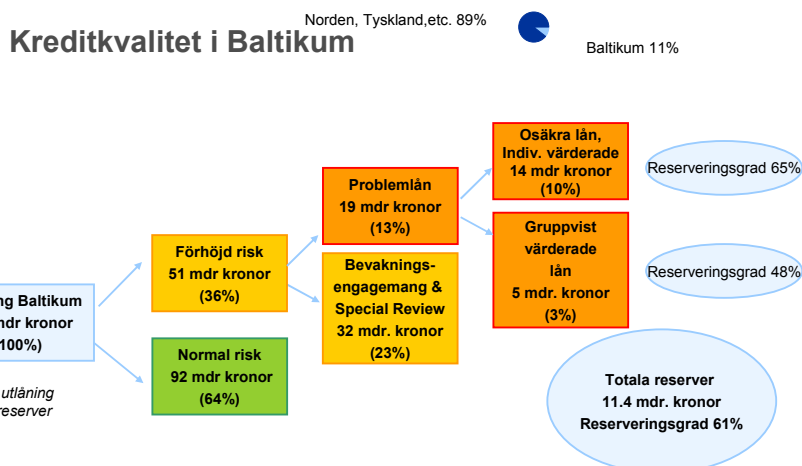 Norden, Tyskland,etc. 89%
Kreditkvalitet i Baltikum
Baltikum 11%
Osäkra lån,
Indiv. värderade
14 mdr kronor
(10%)
Reserveringsgrad 65%
Problemlån
19 mdr kronor
(13%)
Gruppvist
värderade
lån
5 mdr. kronor
(3%)
Reserveringsgrad 48%
Förhöjd risk
51 mdr kronor
(36%)
Bevaknings-
engagemang &
Special Review
32 mdr. kronor
(23%)
ng Baltikum
mdr kronor
100%)
Normal risk
92 mdr kronor
(64%)
Totala reserver
11.4 mdr. kronor
Reserveringsgrad 61%
utlåning
reserver